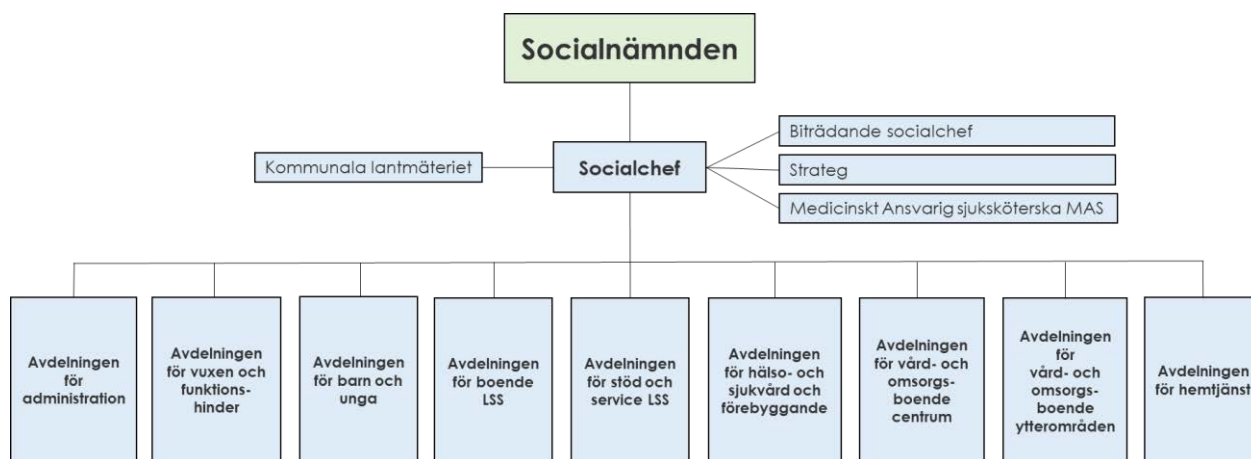 Socialnämnden
Biträdande socialchef
Kommunala lantmäteriet
Socialchef
Strateg
Medicinskt Ansvarig sjuksköterska MAS
Avdelningen
för
administration
Avdelningen
för vuxen och
funktions-
hinder
Avdelningen
för barn och
unga
Avdelningen
för boende
LSS
Avdelningen
för stöd och
service LSS
Avdelningen
för hälso- och
sjukvård och
förebyggande
Avdelningen
för vård- och
omsorgs-
boende
centrum
Avdelningen
för
vård- och
omsorgs-
boende
ytterområden
Avdelningen
för hemtjänst